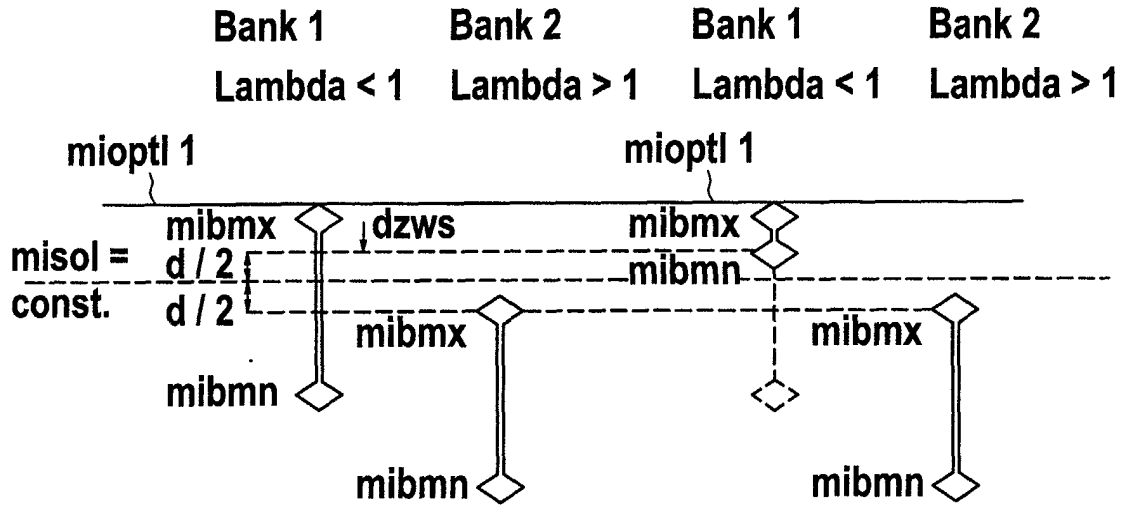 Bank 1 Bank 2 Bank 1 Bank 2
Lambda < 1 Lambda > 1 Lambda < 1 Lambda > 1
mioptl 1 mioptl 1
mibmx dzws mibmx
misol = d / 2 mibmn
const. d / 2
mibmx mibmx
mibmn
mibmn mibmn